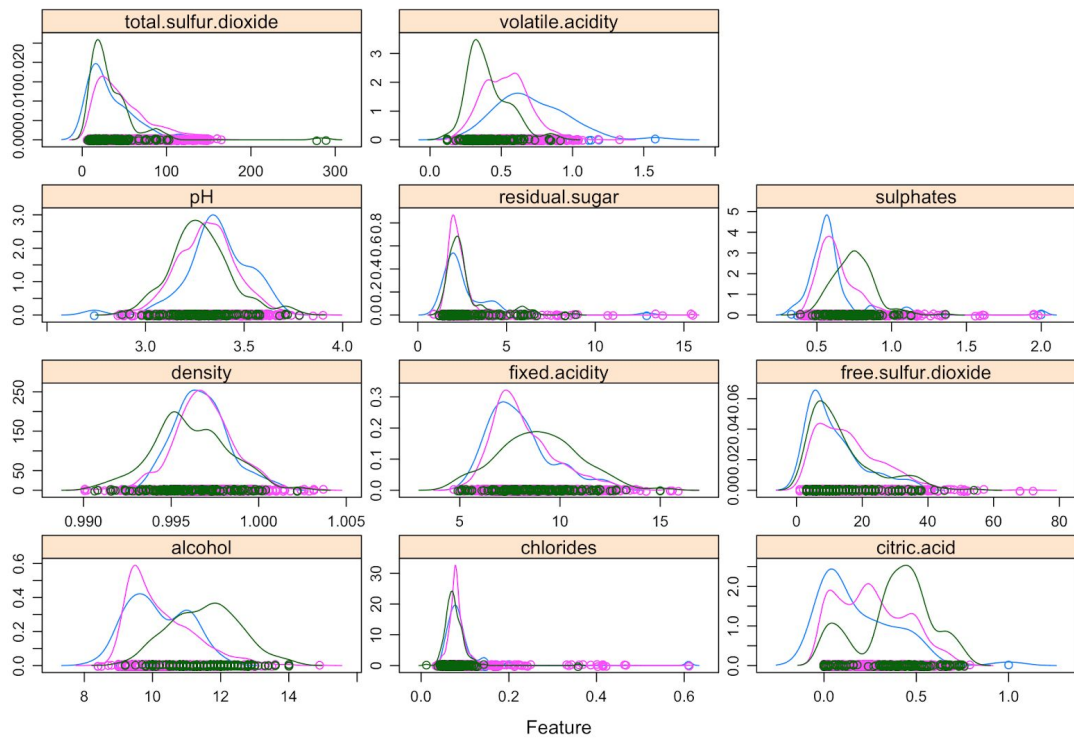 total.sulfur.dioxide
volatile.acidity
0.000
0.010
0.020
0 1 2 3
0 100 200 300
0.0 0.5 1.0 1.5
pH
residual.sugar
sulphates
0.0 1.0 2.0 3.0
0.0 0.2 0.4 0.6 0.8
0 1 2 3 4 5
3.0 3.5 4.0
0 5 10 15
0.5 1.0 1.5 2.0
density
fixed.acidity
free.sulfur.dioxide
0 50 150 250
0.0 0.1 0.2 0.3
0.00 0.02 0.04 0.06
0.990 0.995 1.000 1.005
5 10 15
0 20 40 60 80
alcohol
chlorides
citric.acid
0.0 0.2 0.4 0.6
0 10 20 30
0.0 1.0 2.0
8 10 12 14
0.0 0.2 0.4 0.6
0.0 0.5 1.0
Feature